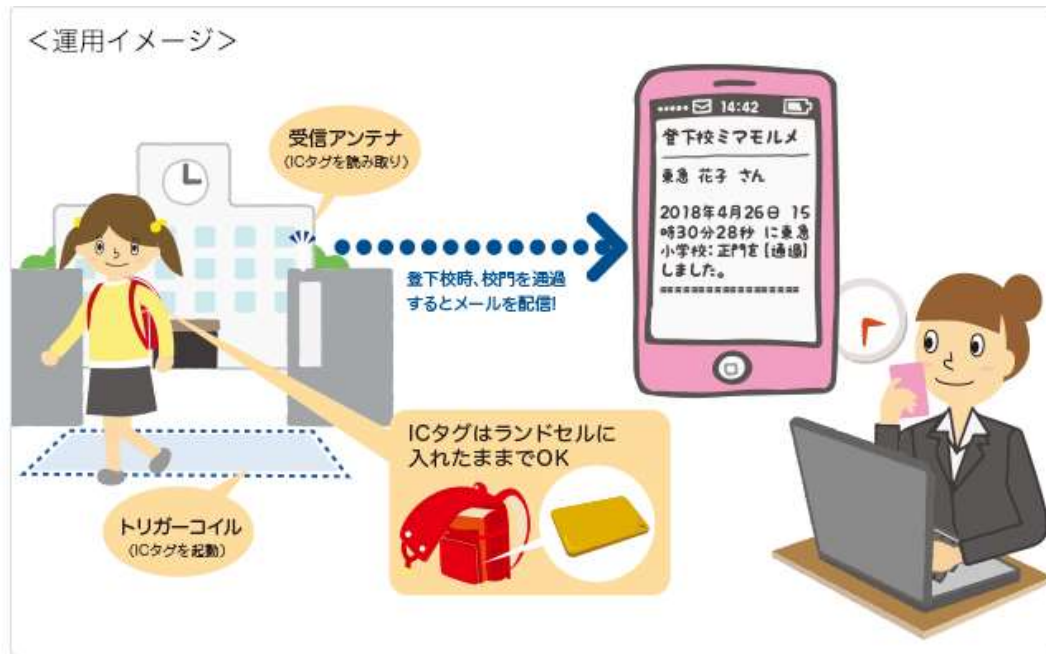 ＜運用イメージ＞
受信アンテナ
(ICタグを読み取り)
登下校時、校門を通過
するとメールを配信!
14:42
登下校ミマモルメ
東急 花子 さん
2018年4月26日 15
時30分28秒 に東急
小学校：正門を【通過】
しました。
==================
ICタグはランドセルに
入れたままでOK
トリガーコイル
(ICタグを起動)